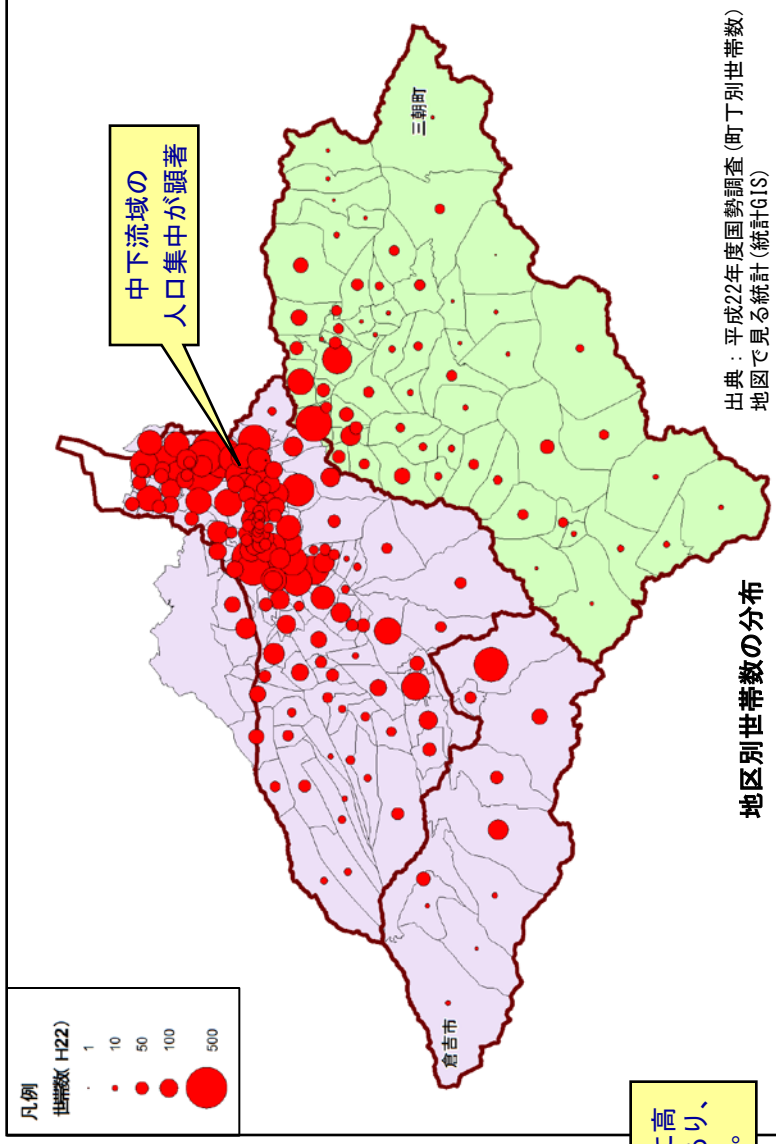 凡例
世帯数( H22)
1
10
50
100
500
中下流域の
人口集中が顕著
三朝町
倉吉市
地区別世帯数の分布
出典：平成22年度国勢調査(町丁別世帯数)
地図で見る統計(統計GIS)
高
り、
。